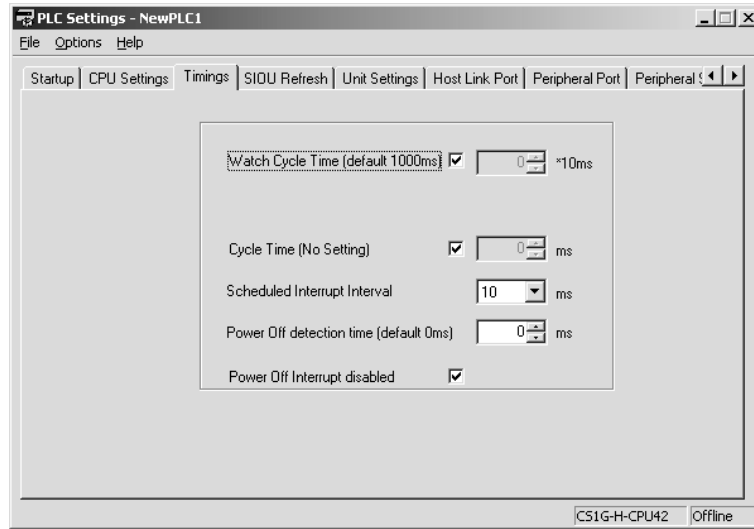 PLC Settings - NewPLC1
File Options Help
Startup CPU Settings Timings SIOU Refresh Unit Settings Host Link Port Peripheral Port Peripheral
Watch Cycle Time (default 1000ms) 0 *10ms
Cycle Time (No Setting) 0 ms
Scheduled Interrupt Interval 10 ms
Power Off detection time (default 0ms) 0 ms
Power Off Interrupt disabled
CS1G-H-CPU42 Offline